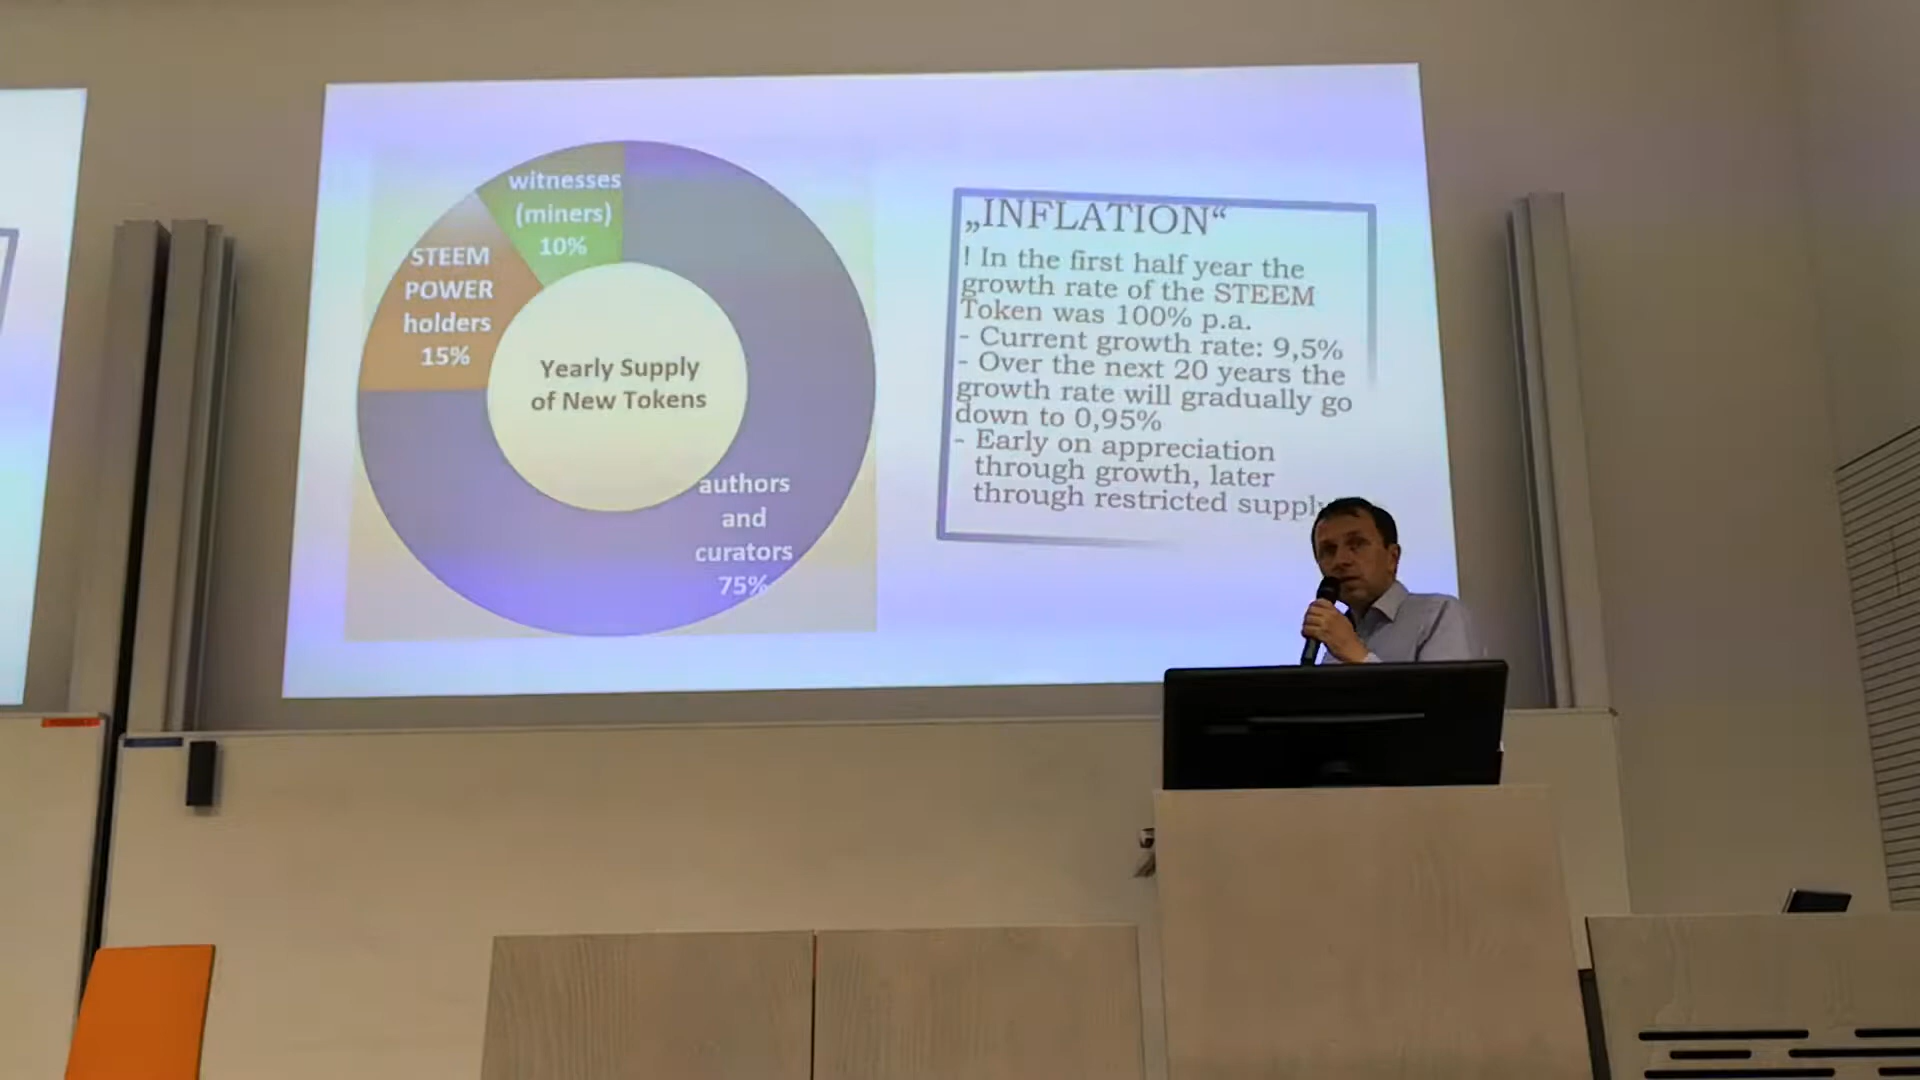 witnesses
(miners)
10%
STEEM
POWER
holders
15%
Yearly Supply
of New Tokens
authors
and
curators
75%
„INFLATION“
! In the first half year the
growth rate of the STEEM
Token was 100% p.a.
- Current growth rate: 9,5%
- Over the next 20 years the
growth rate will gradually go
down to 0,95%
- Early on appreciation
through growth, later
through restricted supply